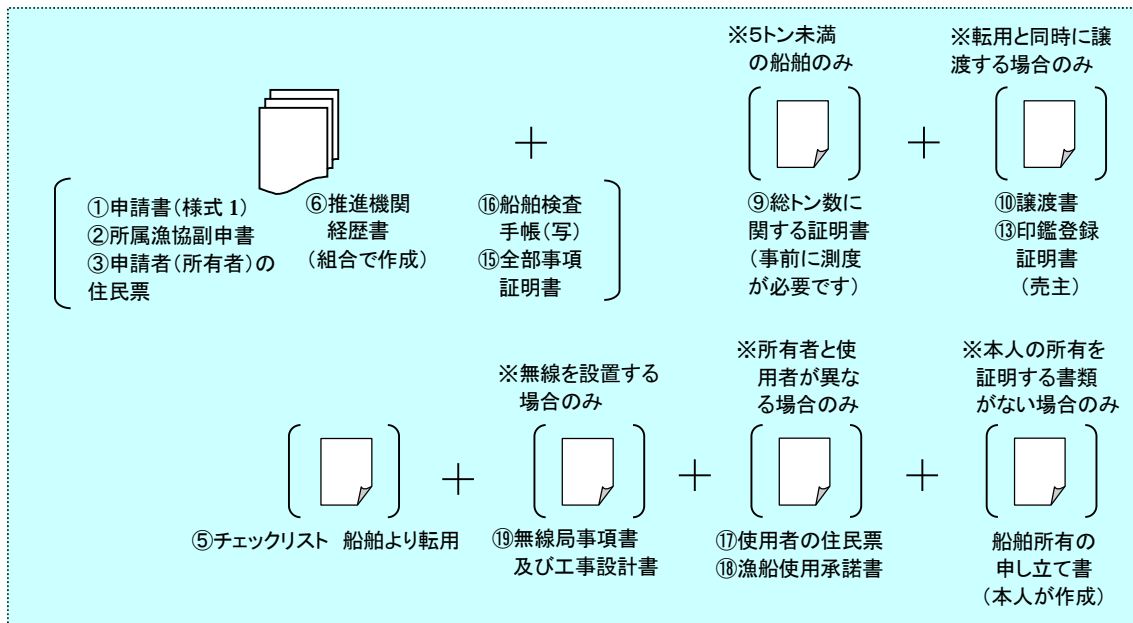 ※5トン未満
の船舶のみ
※転用と同時に譲
渡する場合のみ
＋
＋
①申請書(様式1)
②所属漁協副申書
③申請者(所有者)の
住民票
⑥推進機関
経歴書
(組合で作成)
⑯船舶検査
手帳(写)
⑮全部事項
証明書
⑨総トン数に
関する証明書
(事前に測度
が必要です)
⑩譲渡書
⑬印鑑登録
証明書
(売主)
※無線を設置する
場合のみ
※所有者と使
用者が異な
る場合のみ
※本人の所有を
証明する書類
がない場合のみ
＋
＋
＋
⑤チェックリスト 船舶より転用
⑲無線局事項書
及び工事設計書
⑰使用者の住民票
⑱漁船使用承諾書
船舶所有の
申し立て書
(本人が作成)